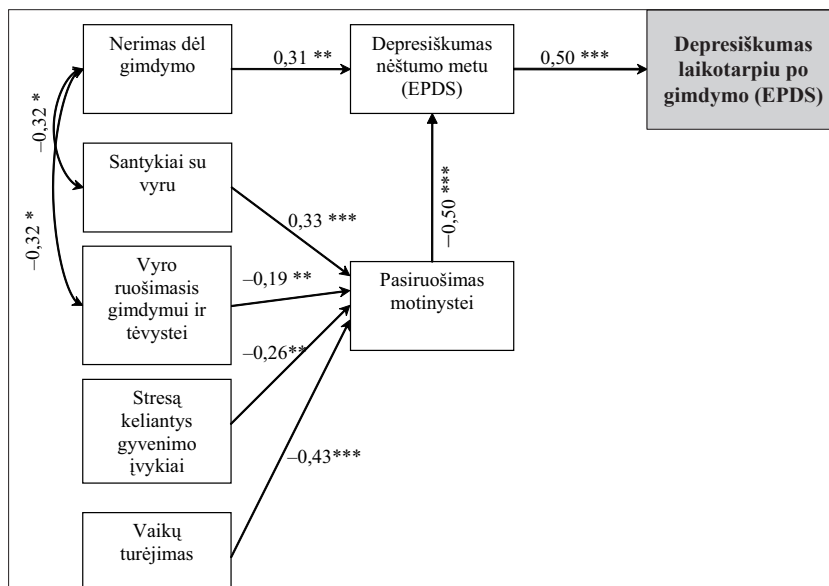 Nerimas dėl
gimdymo
0,31 **
Depresiškumas
nėštumo metu
(EPDS)
0,50 ***
Depresiškumas
laikotarpiu po
gimdymo (EPDS)
–0,32 *
–0,32 *
Santykiai su
vyru
0,33 ***
–0,50 ***
Vyro
ruošimasis
gimdymui ir
tėvystei
–0,19 **
Pasiruošimas
motinystei
Stresą
keliantys
gyvenimo
įvykiai
–0,26**
–0,43***
Vaikų
turėjimas